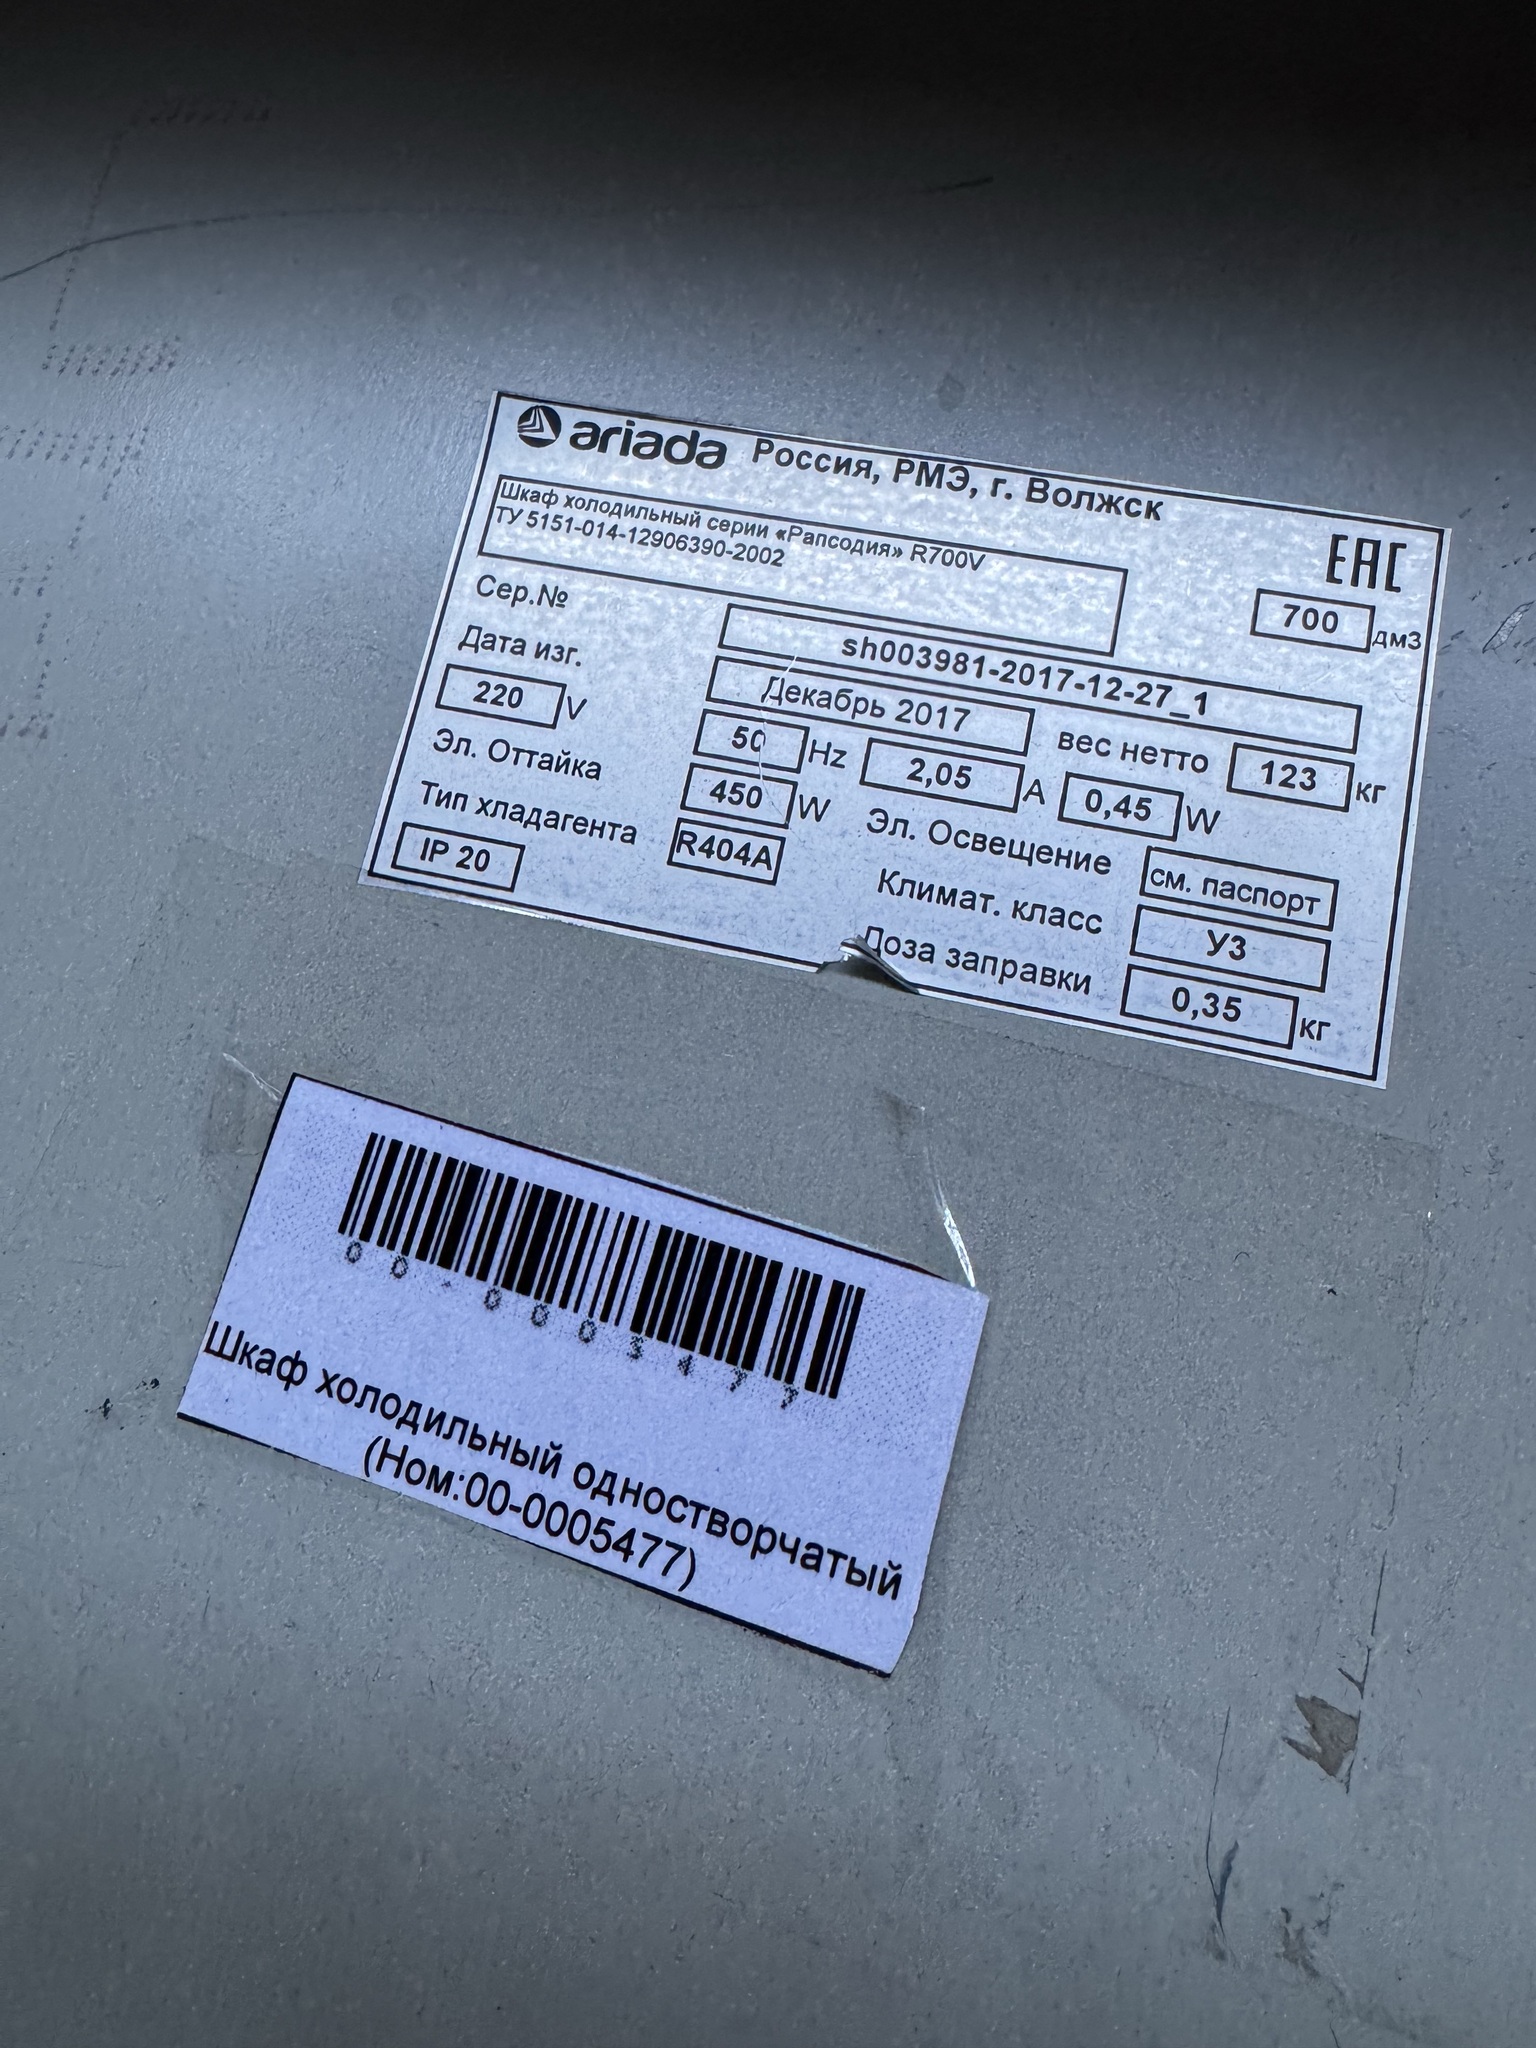 ariada Россия, РМЭ, г. Волжск
Шкаф холодильный серии «Рапсодия» R700V
ТУ 5151-014-12906390-2002
EAC
700 дм3
Сер.№ sh003981-2017-12-27_1
Дата изг. Декабрь 2017 вес нетто 123 кг
220 V 50 Hz 2,05 A 0,45 W
Эл. Оттайка 450 W Эл. Освещение см. паспорт
Тип хладагента R404A Климат. класс У3
IP 20 Доза заправки 0,35 кг
00-0005477
Шкаф холодильный одностворчатый
(Ном:00-0005477)